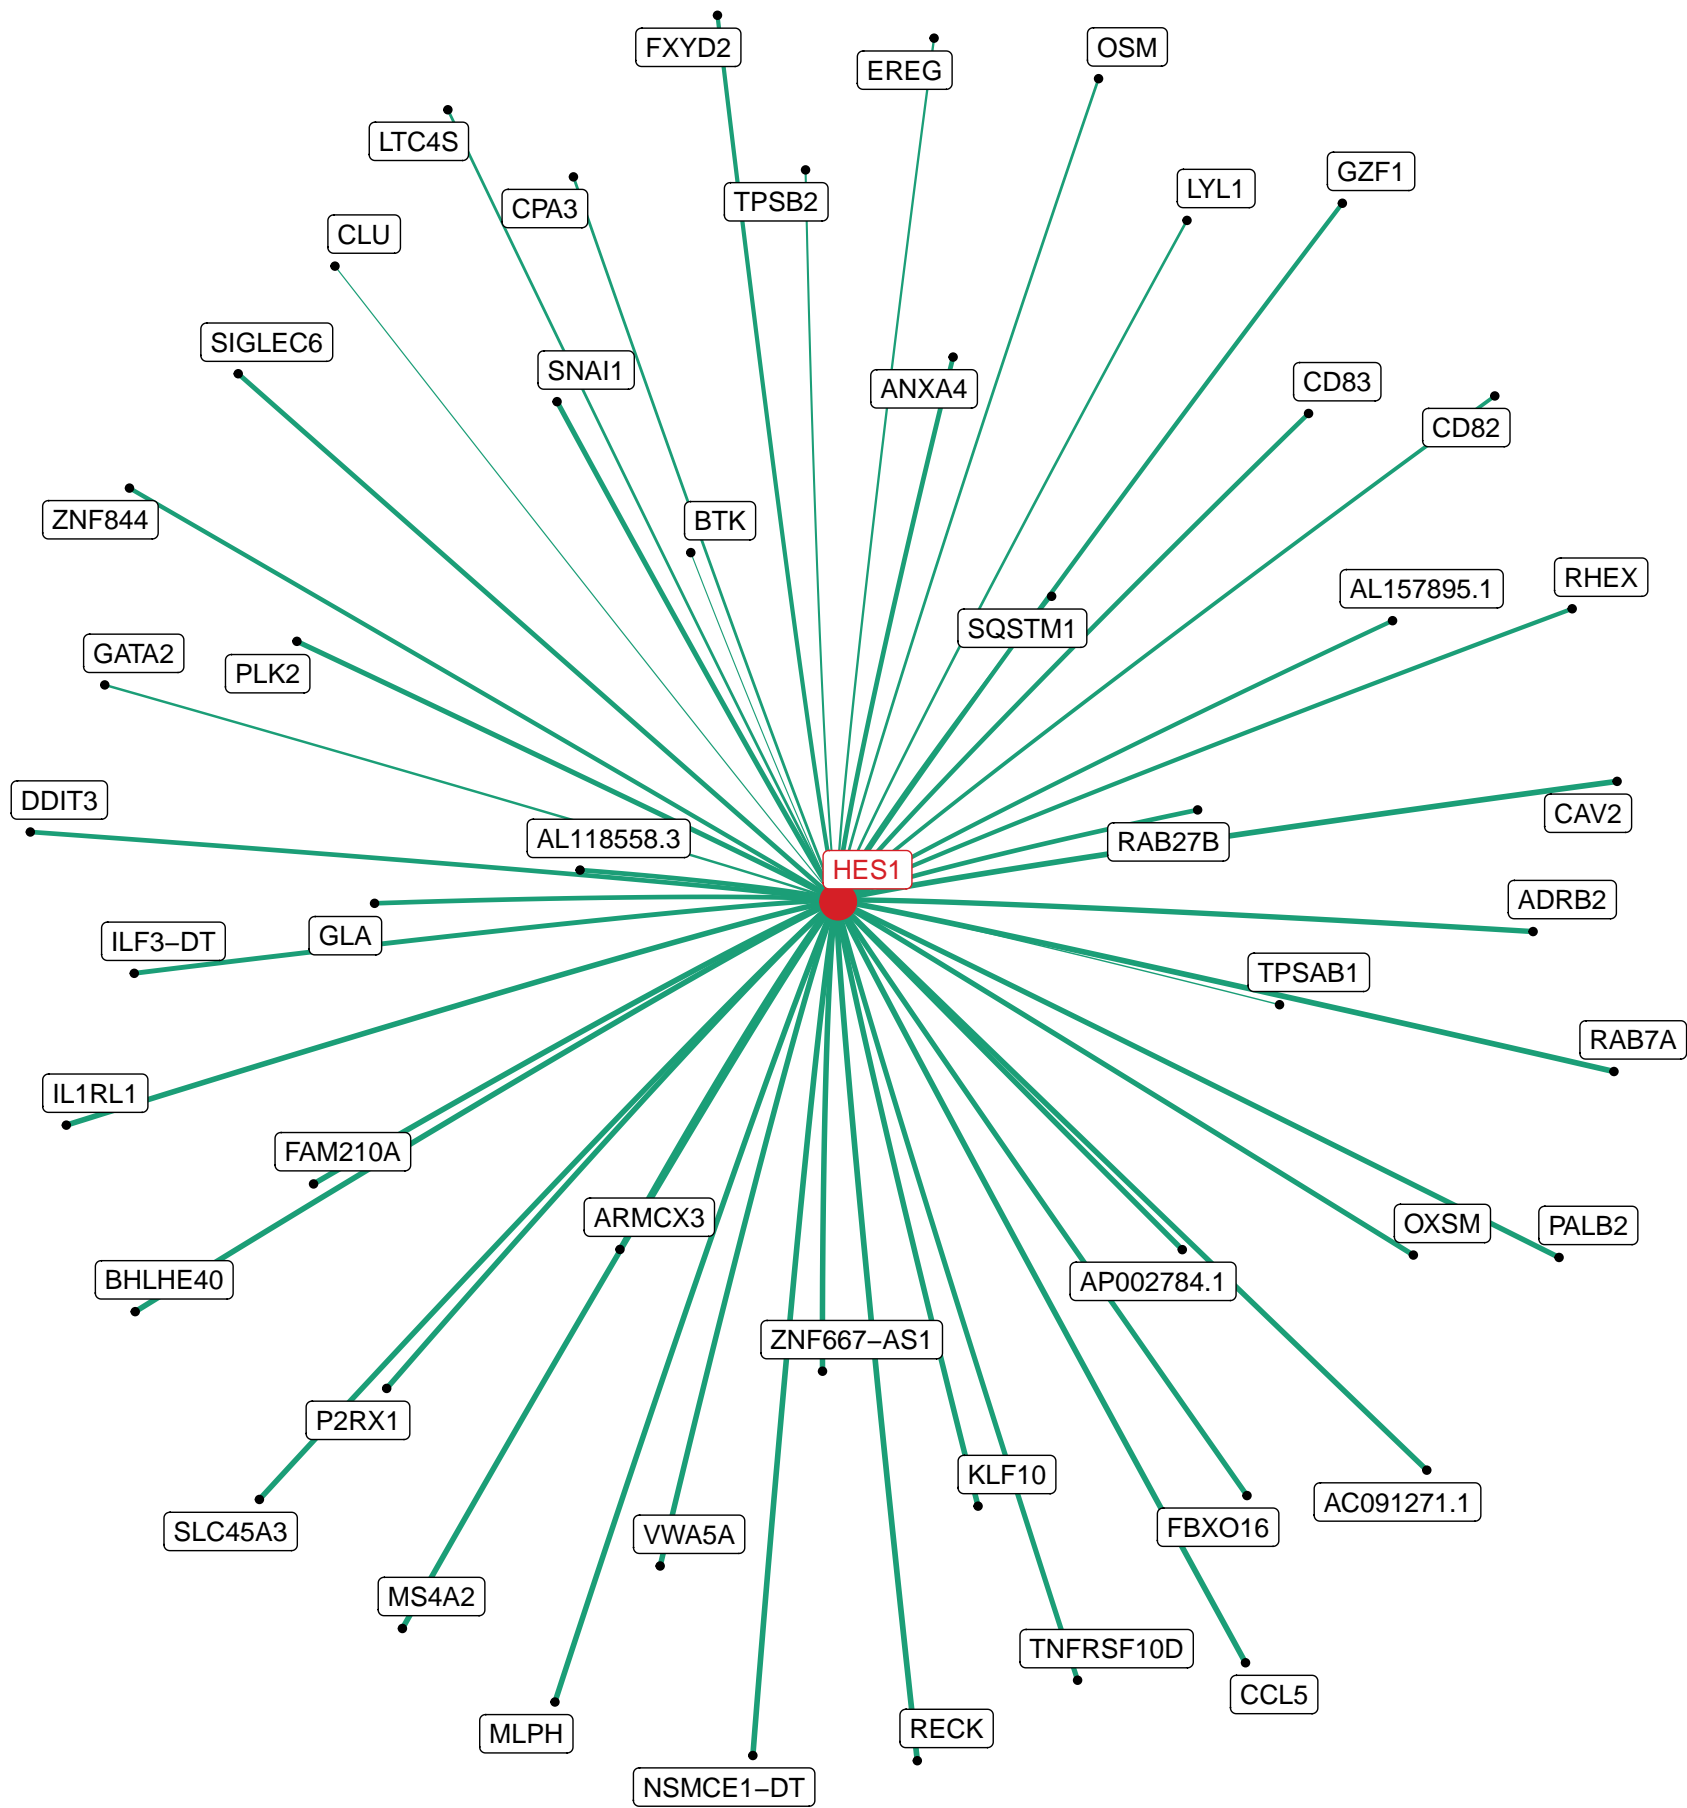 FXYD2
EREG
OSM
LTC4S
CPA3
TPSB2
LYL1
GZF1
CLU
SIGLEC6
SNAI1
ANXA4
CD83
CD82
ZNF844
BTK
AL157895.1
RHEX
SQSTM1
GATA2
PLK2
DDIT3
AL118558.3
RAB27B
CAV2
HES1
ADRB2
ILF3−DT
GLA
TPSAB1
RAB7A
IL1RL1
FAM210A
ARMCX3
OXSM
PALB2
BHLHE40
AP002784.1
ZNF667−AS1
P2RX1
KLF10
AC091271.1
SLC45A3
VWA5A
FBXO16
MS4A2
TNFRSF10D
CCL5
MLPH
RECK
NSMCE1−DT